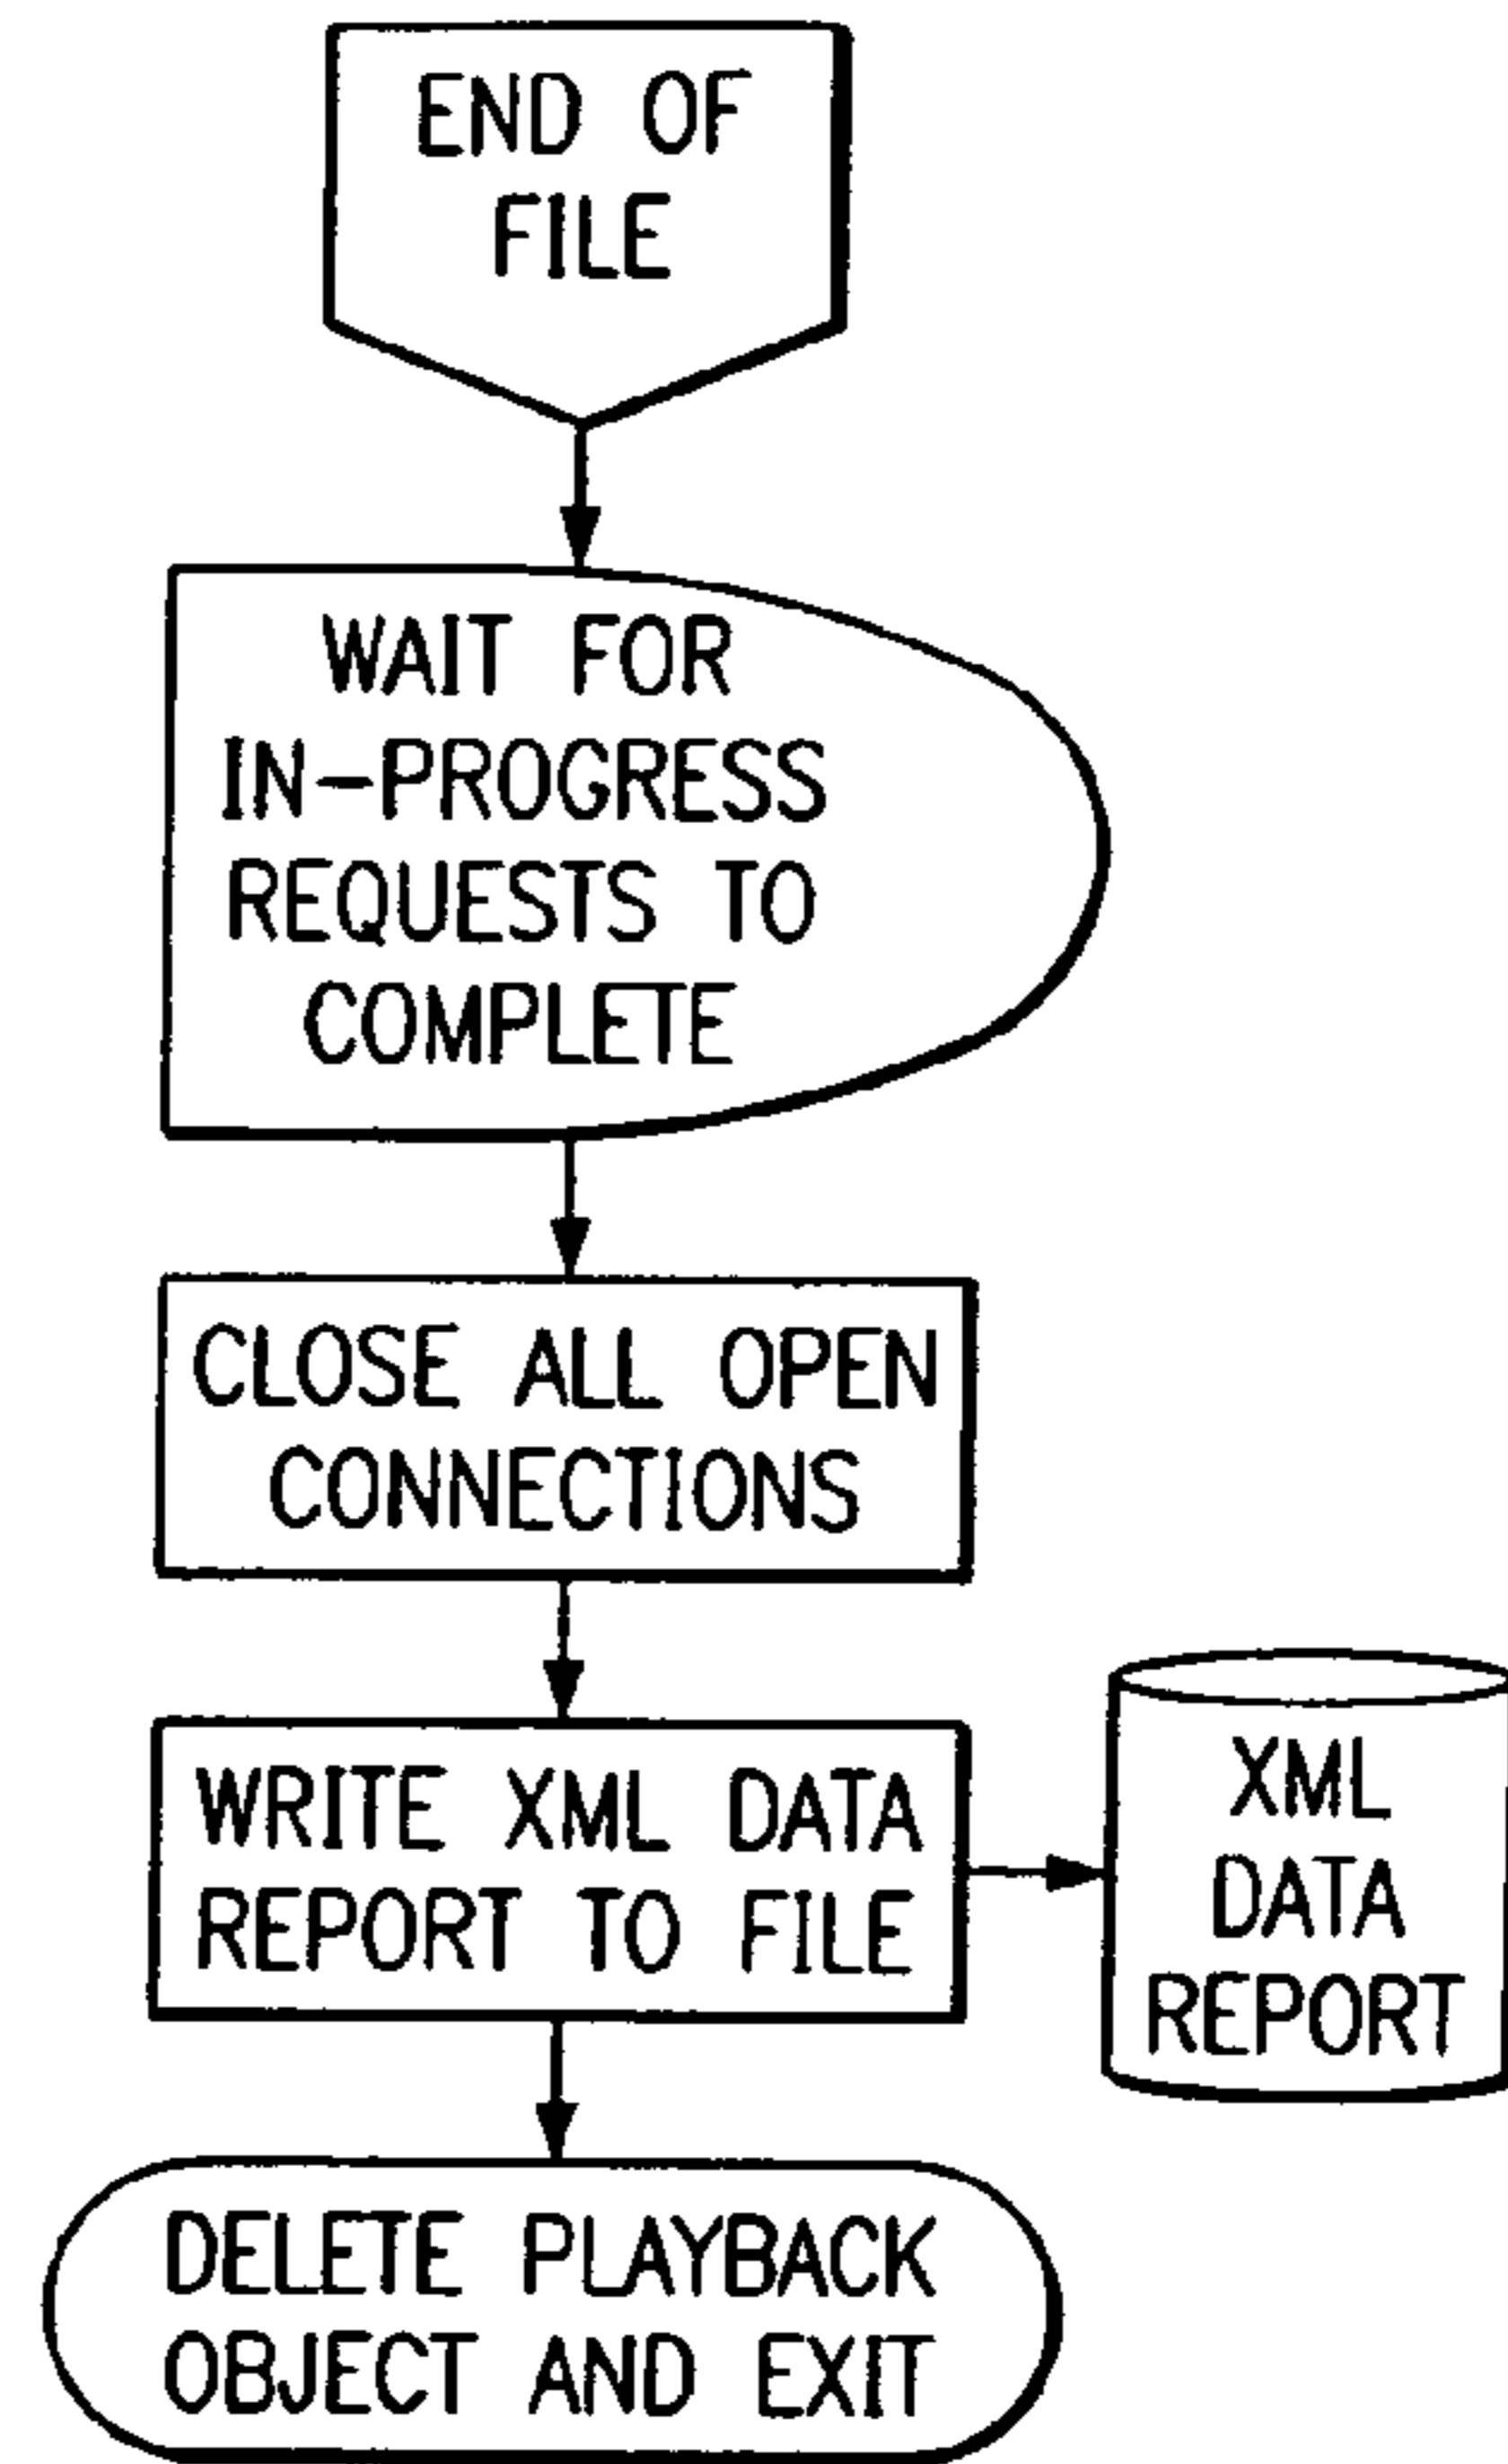 END OF
FILE
WAIT FOR
IN-PROGRESS
REQUESTS TO
COMPLETE
CLOSE ALL OPEN
CONNECTIONS
WRITE XML DATA
REPORT TO FILE
XML
DATA
REPORT
DELETE PLAYBACK
OBJECT AND EXIT